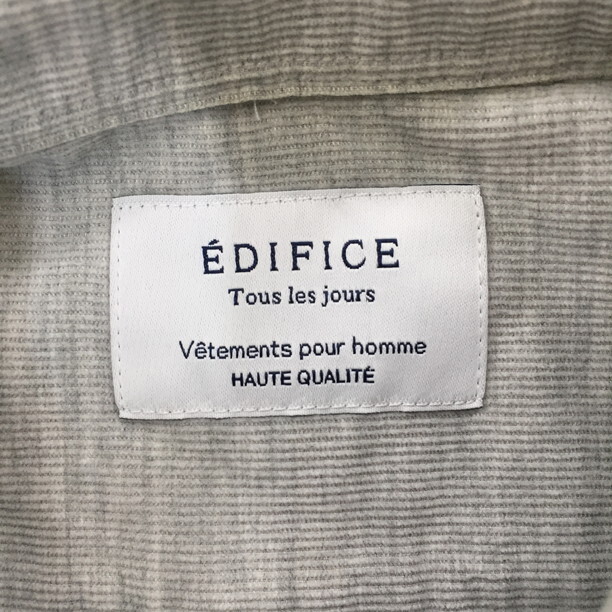 ÉDIFICE
Tous les jours
Vêtements pour homme
HAUTE QUALITÉ